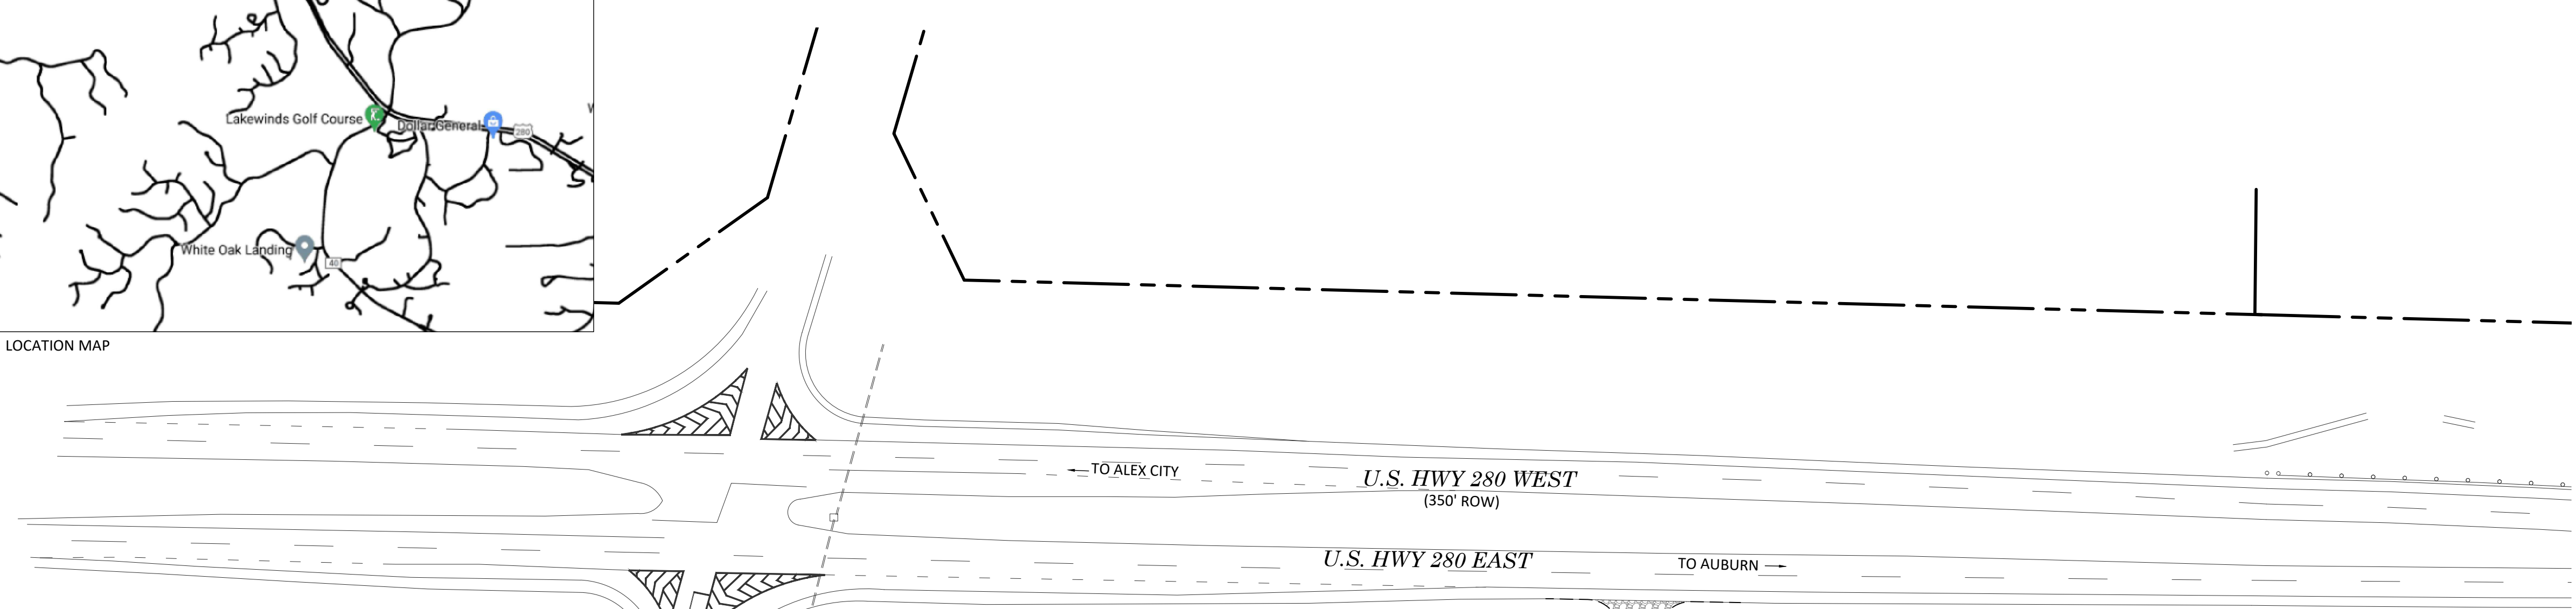 Lakewinds Golf Course
Dollar General
280
White Oak Landing
40
LOCATION MAP
TO ALEX CITY
U.S. HWY 280 WEST
(350' ROW)
U.S. HWY 280 EAST
TO AUBURN